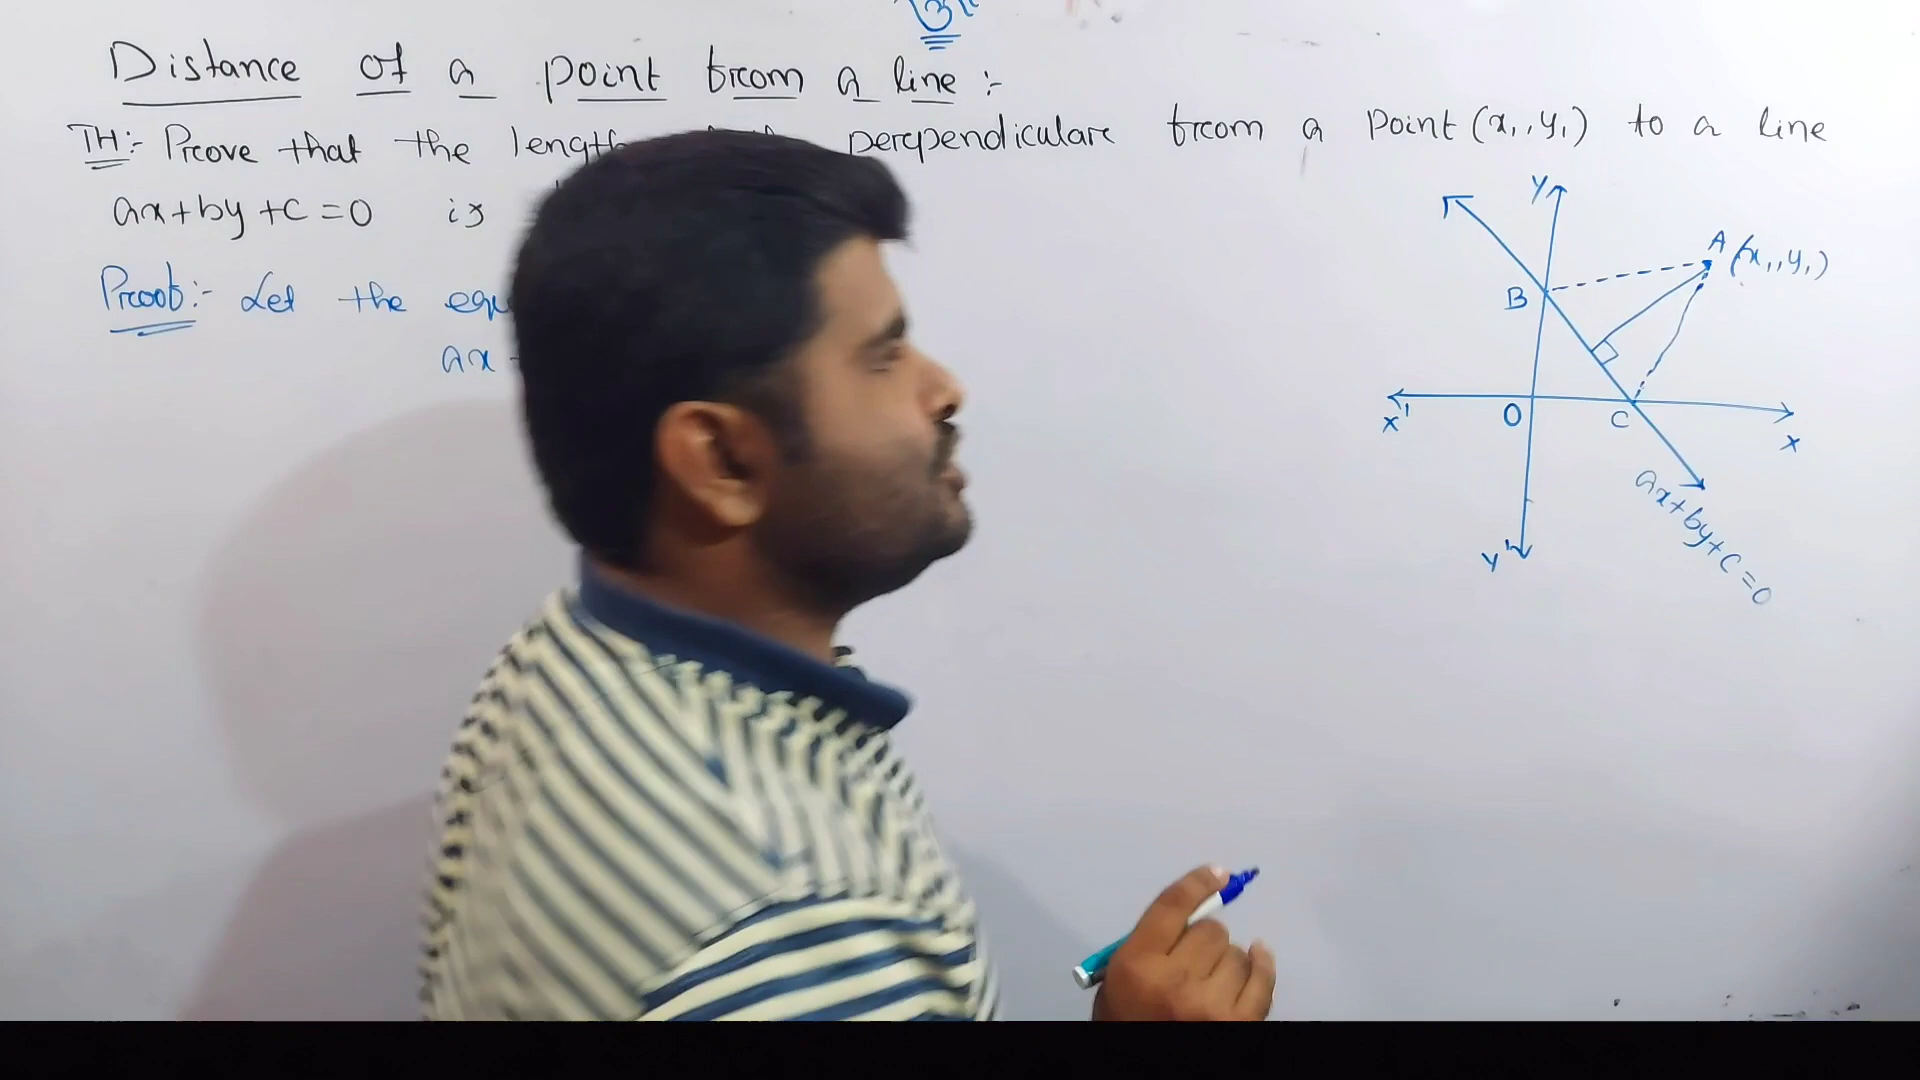 Distance of a point from a line :-
TH:- Prove that the length perpendicular from a point (x₁, y₁) to a line
ax+by+c=0 is
Proof:- Let the equ
ax
Y
A (x₁, y₁)
B
X'
O
C
X
Y'
ax+by+c=0